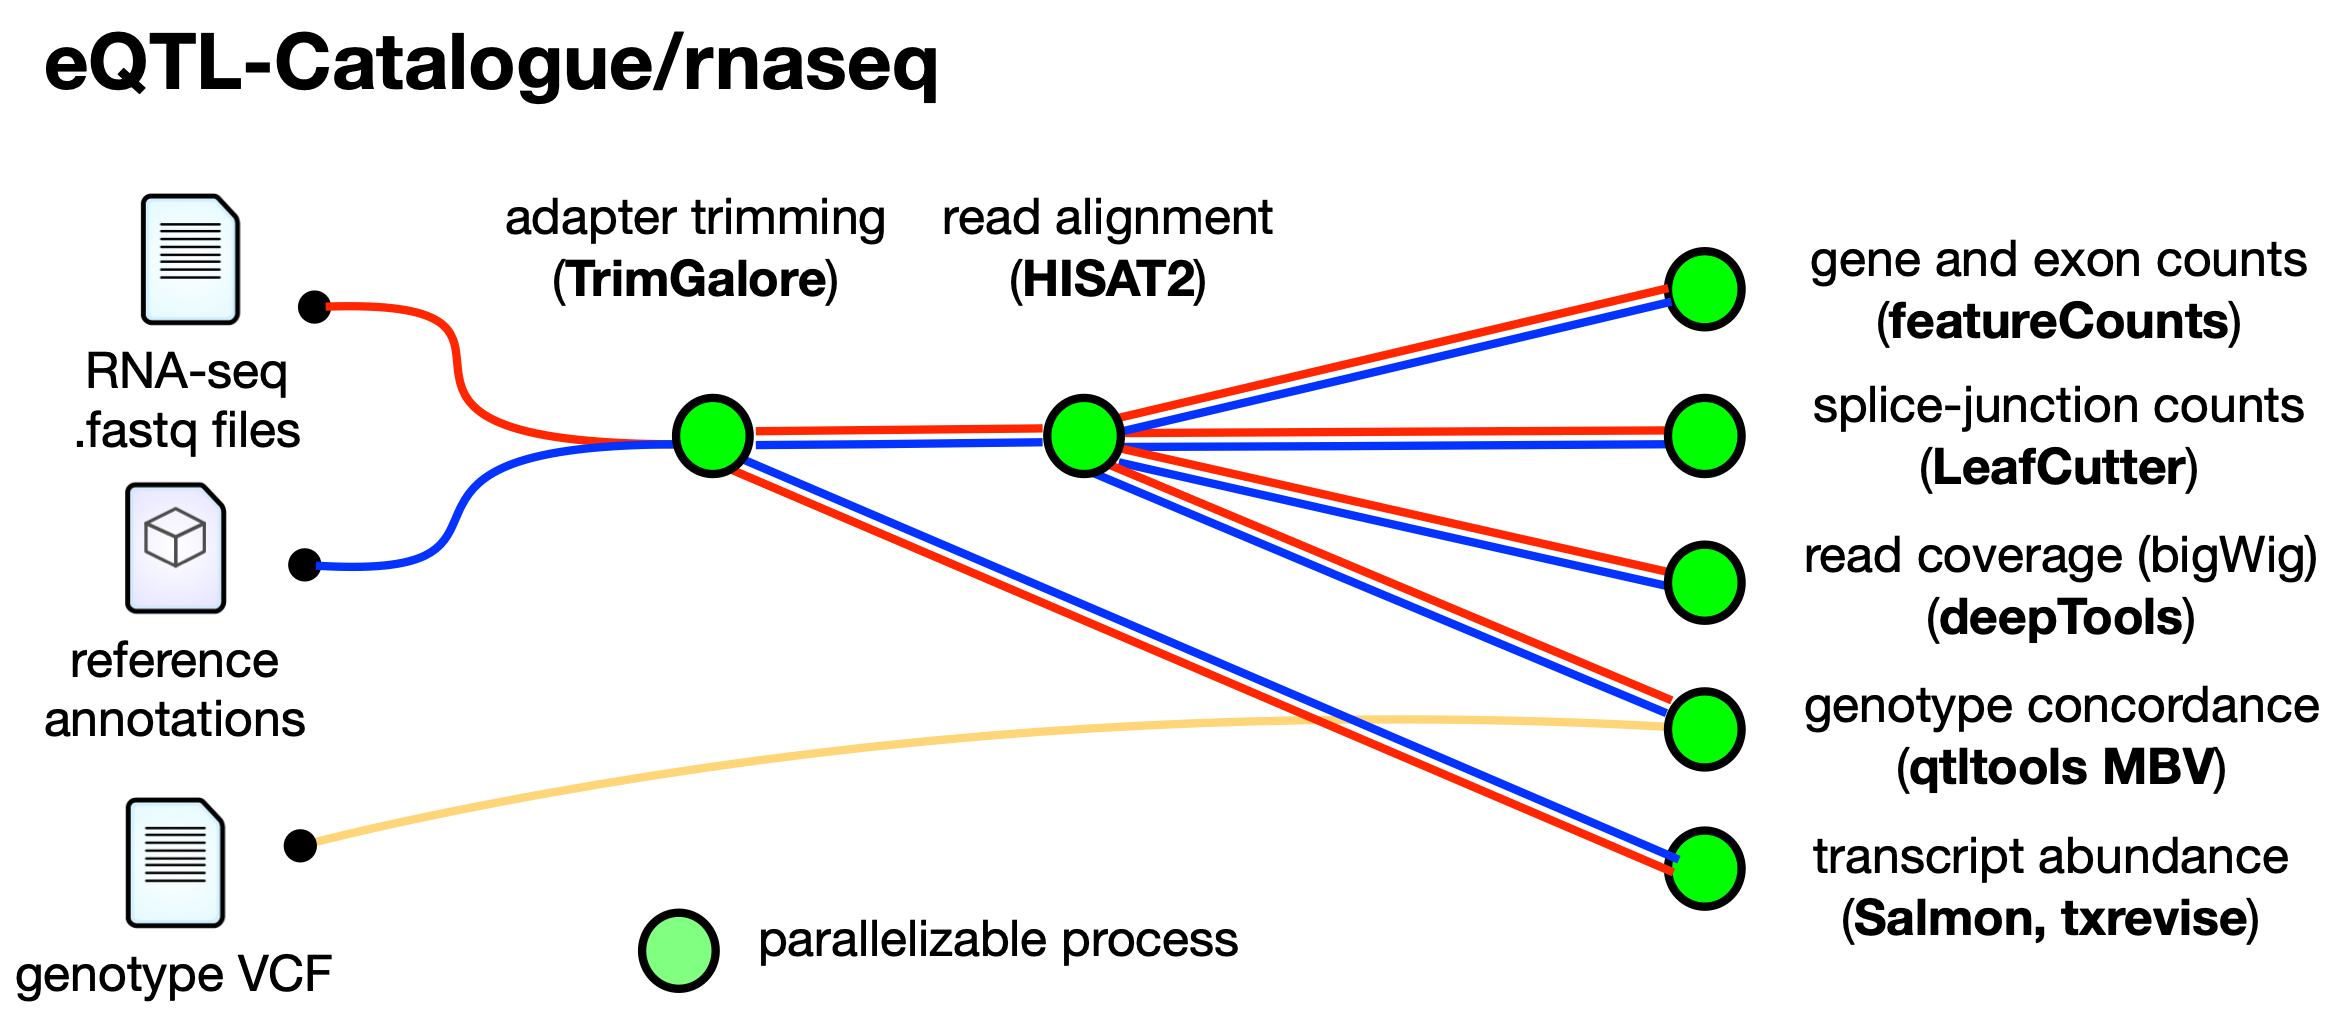 eQTL-Catalogue/rnaseq
RNA-seq
.fastq files
reference
annotations
genotype VCF
adapter trimming
(TrimGalore)
read alignment
(HISAT2)
gene and exon counts
(featureCounts)
splice-junction counts
(LeafCutter)
read coverage (bigWig)
(deepTools)
genotype concordance
(qtltools MBV)
transcript abundance
(Salmon, txrevise)
parallelizable process